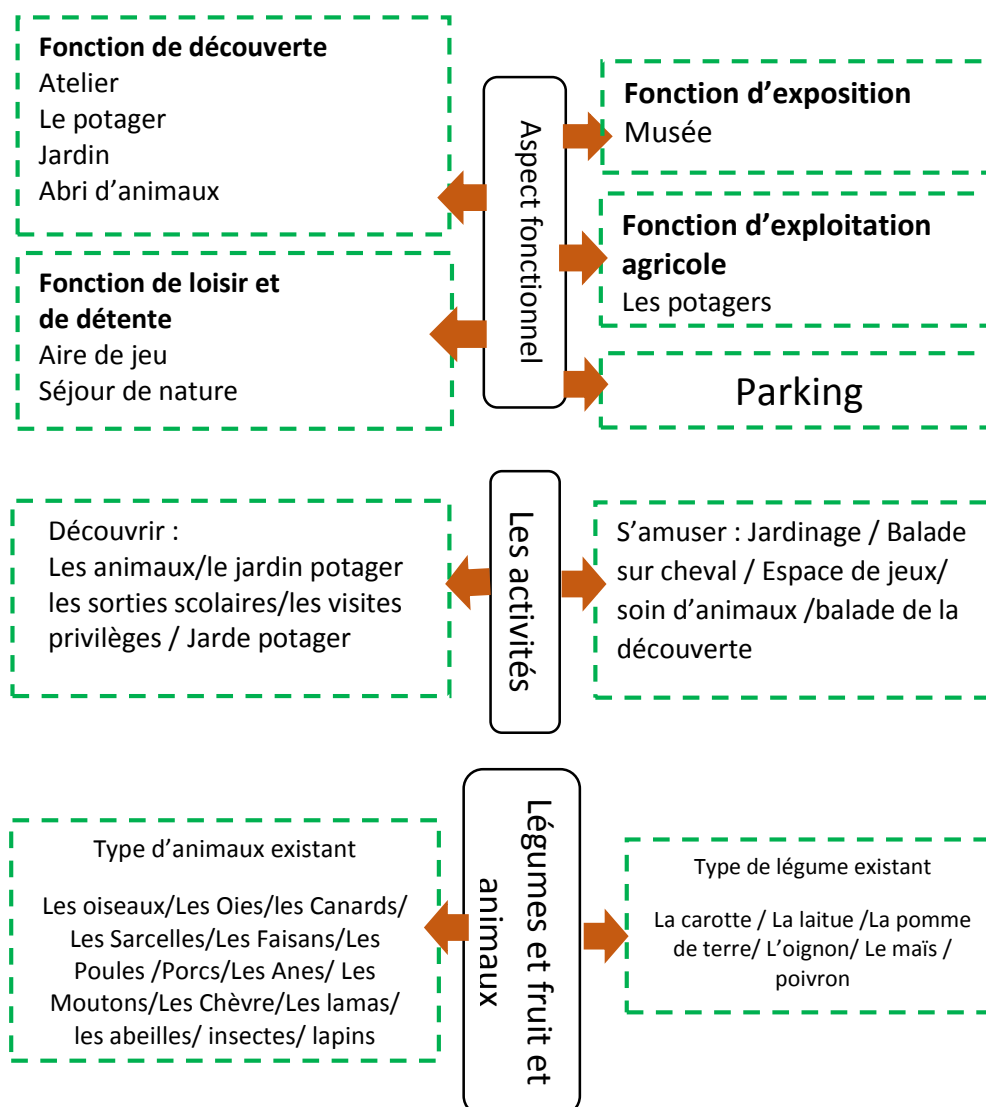 Fonction de découverte
Atelier
Le potager
Jardin
Abri d’animaux
Fonction de loisir et
de détente
Aire de jeu
Séjour de nature
Aspect fonctionnel
Fonction d’exposition
Musée
Fonction d’exploitation
agricole
Les potagers
Parking
Découvrir :
Les animaux/le jardin potager
les sorties scolaires/les visites
privilèges / Jarde potager
Les activités
S’amuser : Jardinage / Balade
sur cheval / Espace de jeux/
soin d’animaux /balade de la
découverte
Type d’animaux existant
Les oiseaux/Les Oies/les Canards/
Les Sarcelles/Les Faisans/Les
Poules /Porcs/Les Anes/ Les
Moutons/Les Chèvre/Les lamas/
les abeilles/ insectes/ lapins
Légumes et fruit et
animaux
Type de légume existant
La carotte / La laitue /La pomme
de terre/ L’oignon/ Le maïs /
poivron